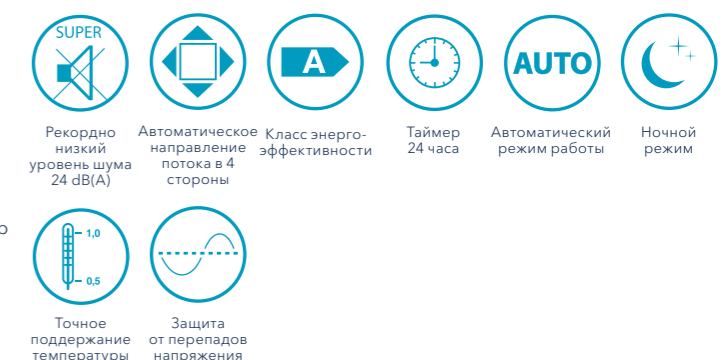 SUPER
Рекордно
низкий
уровень шума
24 dB(A)
Автоматическое
направление
потока в 4
стороны
A
Класс энерго-
эффективности
Таймер
24 часа
AUTO
Автоматический
режим работы
Ночной
режим
1,0
0,5
Точное
поддержание
температуры
Защита
от перепадов
напряжения